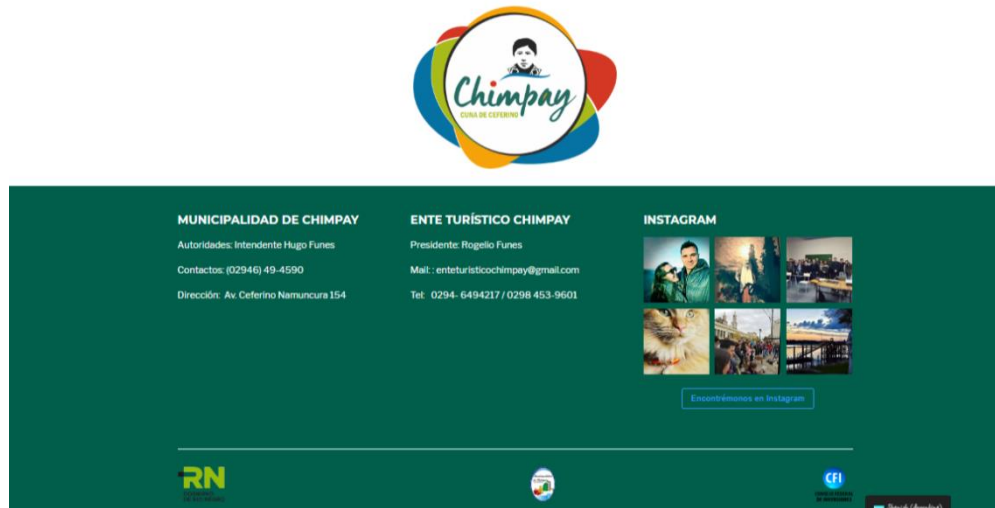 Chimpay
CUNA DE CEFERINO
MUNICIPALIDAD DE CHIMPAY
Autoridades: Intendente Hugo Funes
Contactos: (02946) 49-4590
Dirección: Av. Ceferino Namuncura 154
ENTE TURÍSTICO CHIMPAY
Presidente: Rogelio Funes
Mail: : enteturisticochimpay@gmail.com
Tel: 0294- 6494217 / 0298 453-9601
INSTAGRAM
Encontrémonos en Instagram
RN
CFI